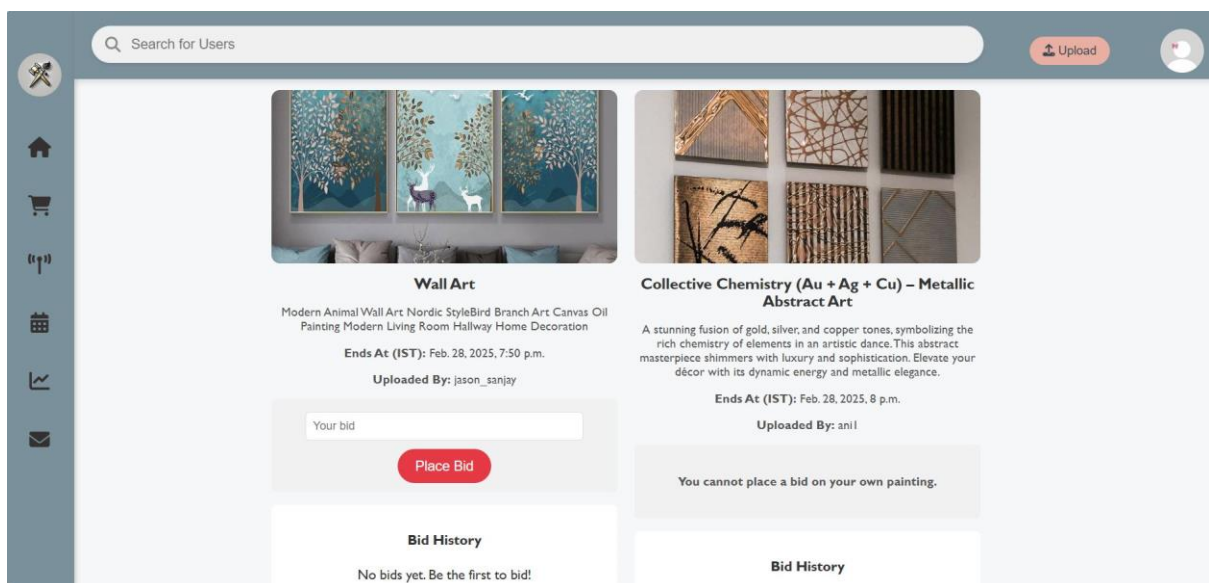 Search for Users
Upload
Wall Art
Modern Animal Wall Art Nordic StyleBird Branch Art Canvas Oil
Painting Modern Living Room Hallway Home Decoration
Ends At (IST): Feb. 28, 2025, 7:50 p.m.
Uploaded By: jason_sanjay
Your bid
Place Bid
Bid History
No bids yet. Be the first to bid!
Collective Chemistry (Au + Ag + Cu) – Metallic
Abstract Art
A stunning fusion of gold, silver, and copper tones, symbolizing the
rich chemistry of elements in an artistic dance. This abstract
masterpiece shimmers with luxury and sophistication. Elevate your
décor with its dynamic energy and metallic elegance.
Ends At (IST): Feb. 28, 2025, 8 p.m.
Uploaded By: ani1
You cannot place a bid on your own painting.
Bid History